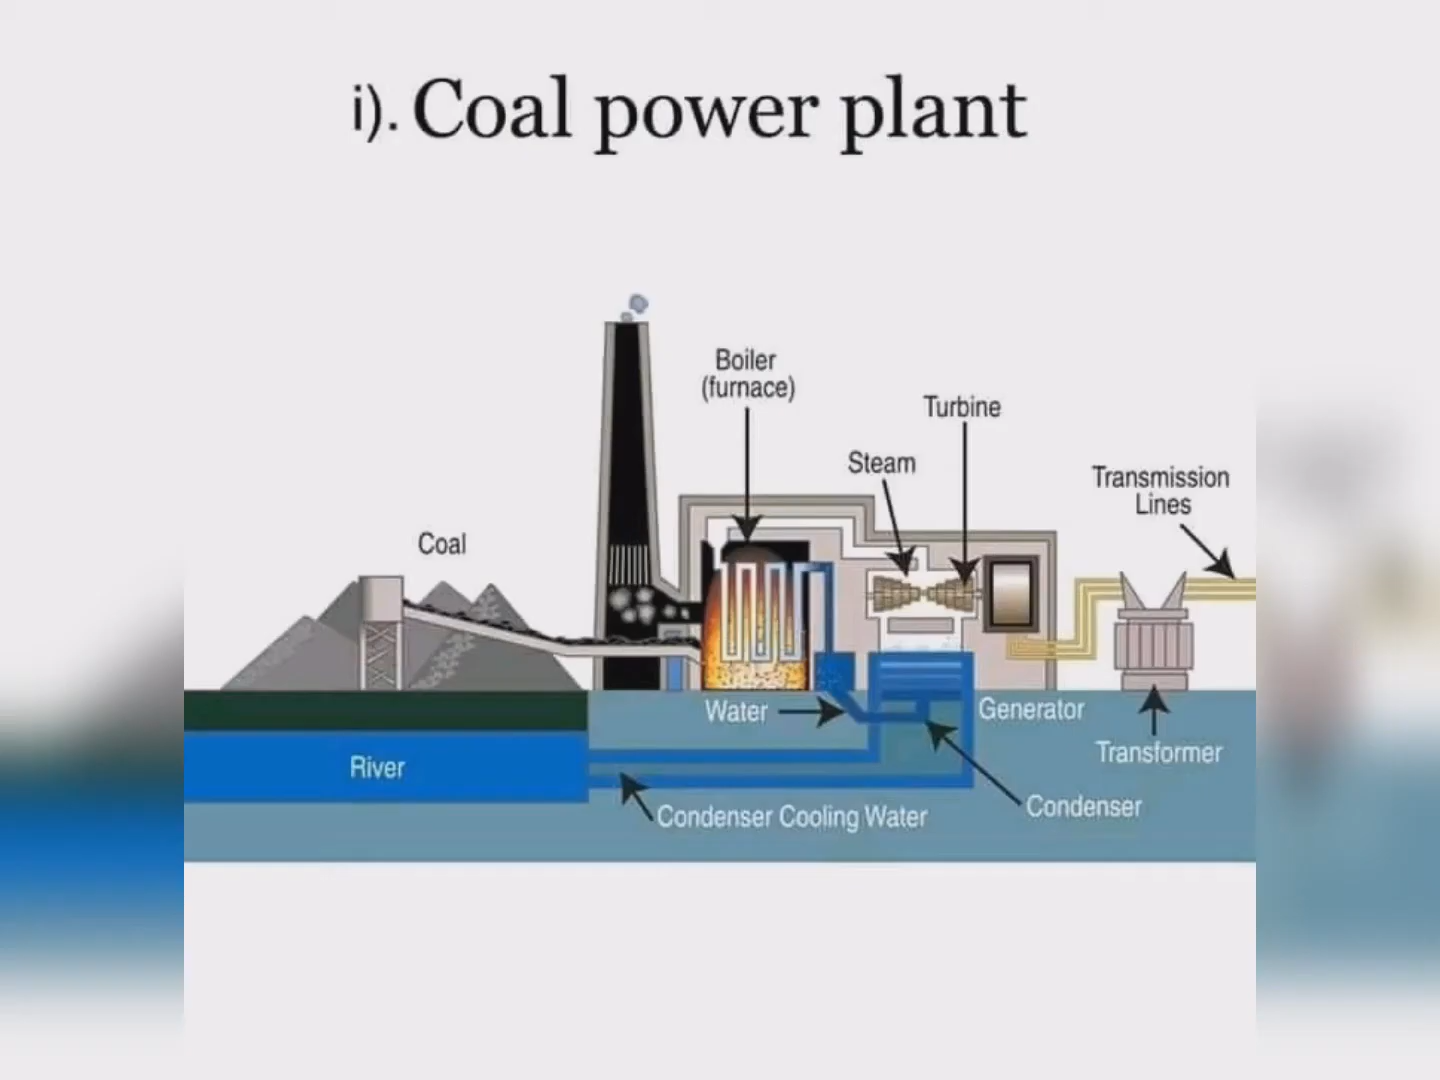 i). Coal power plant
Boiler
(furnace)
Turbine
Steam
Transmission
Lines
Coal
Water
Generator
Transformer
River
Condenser
Condenser Cooling Water